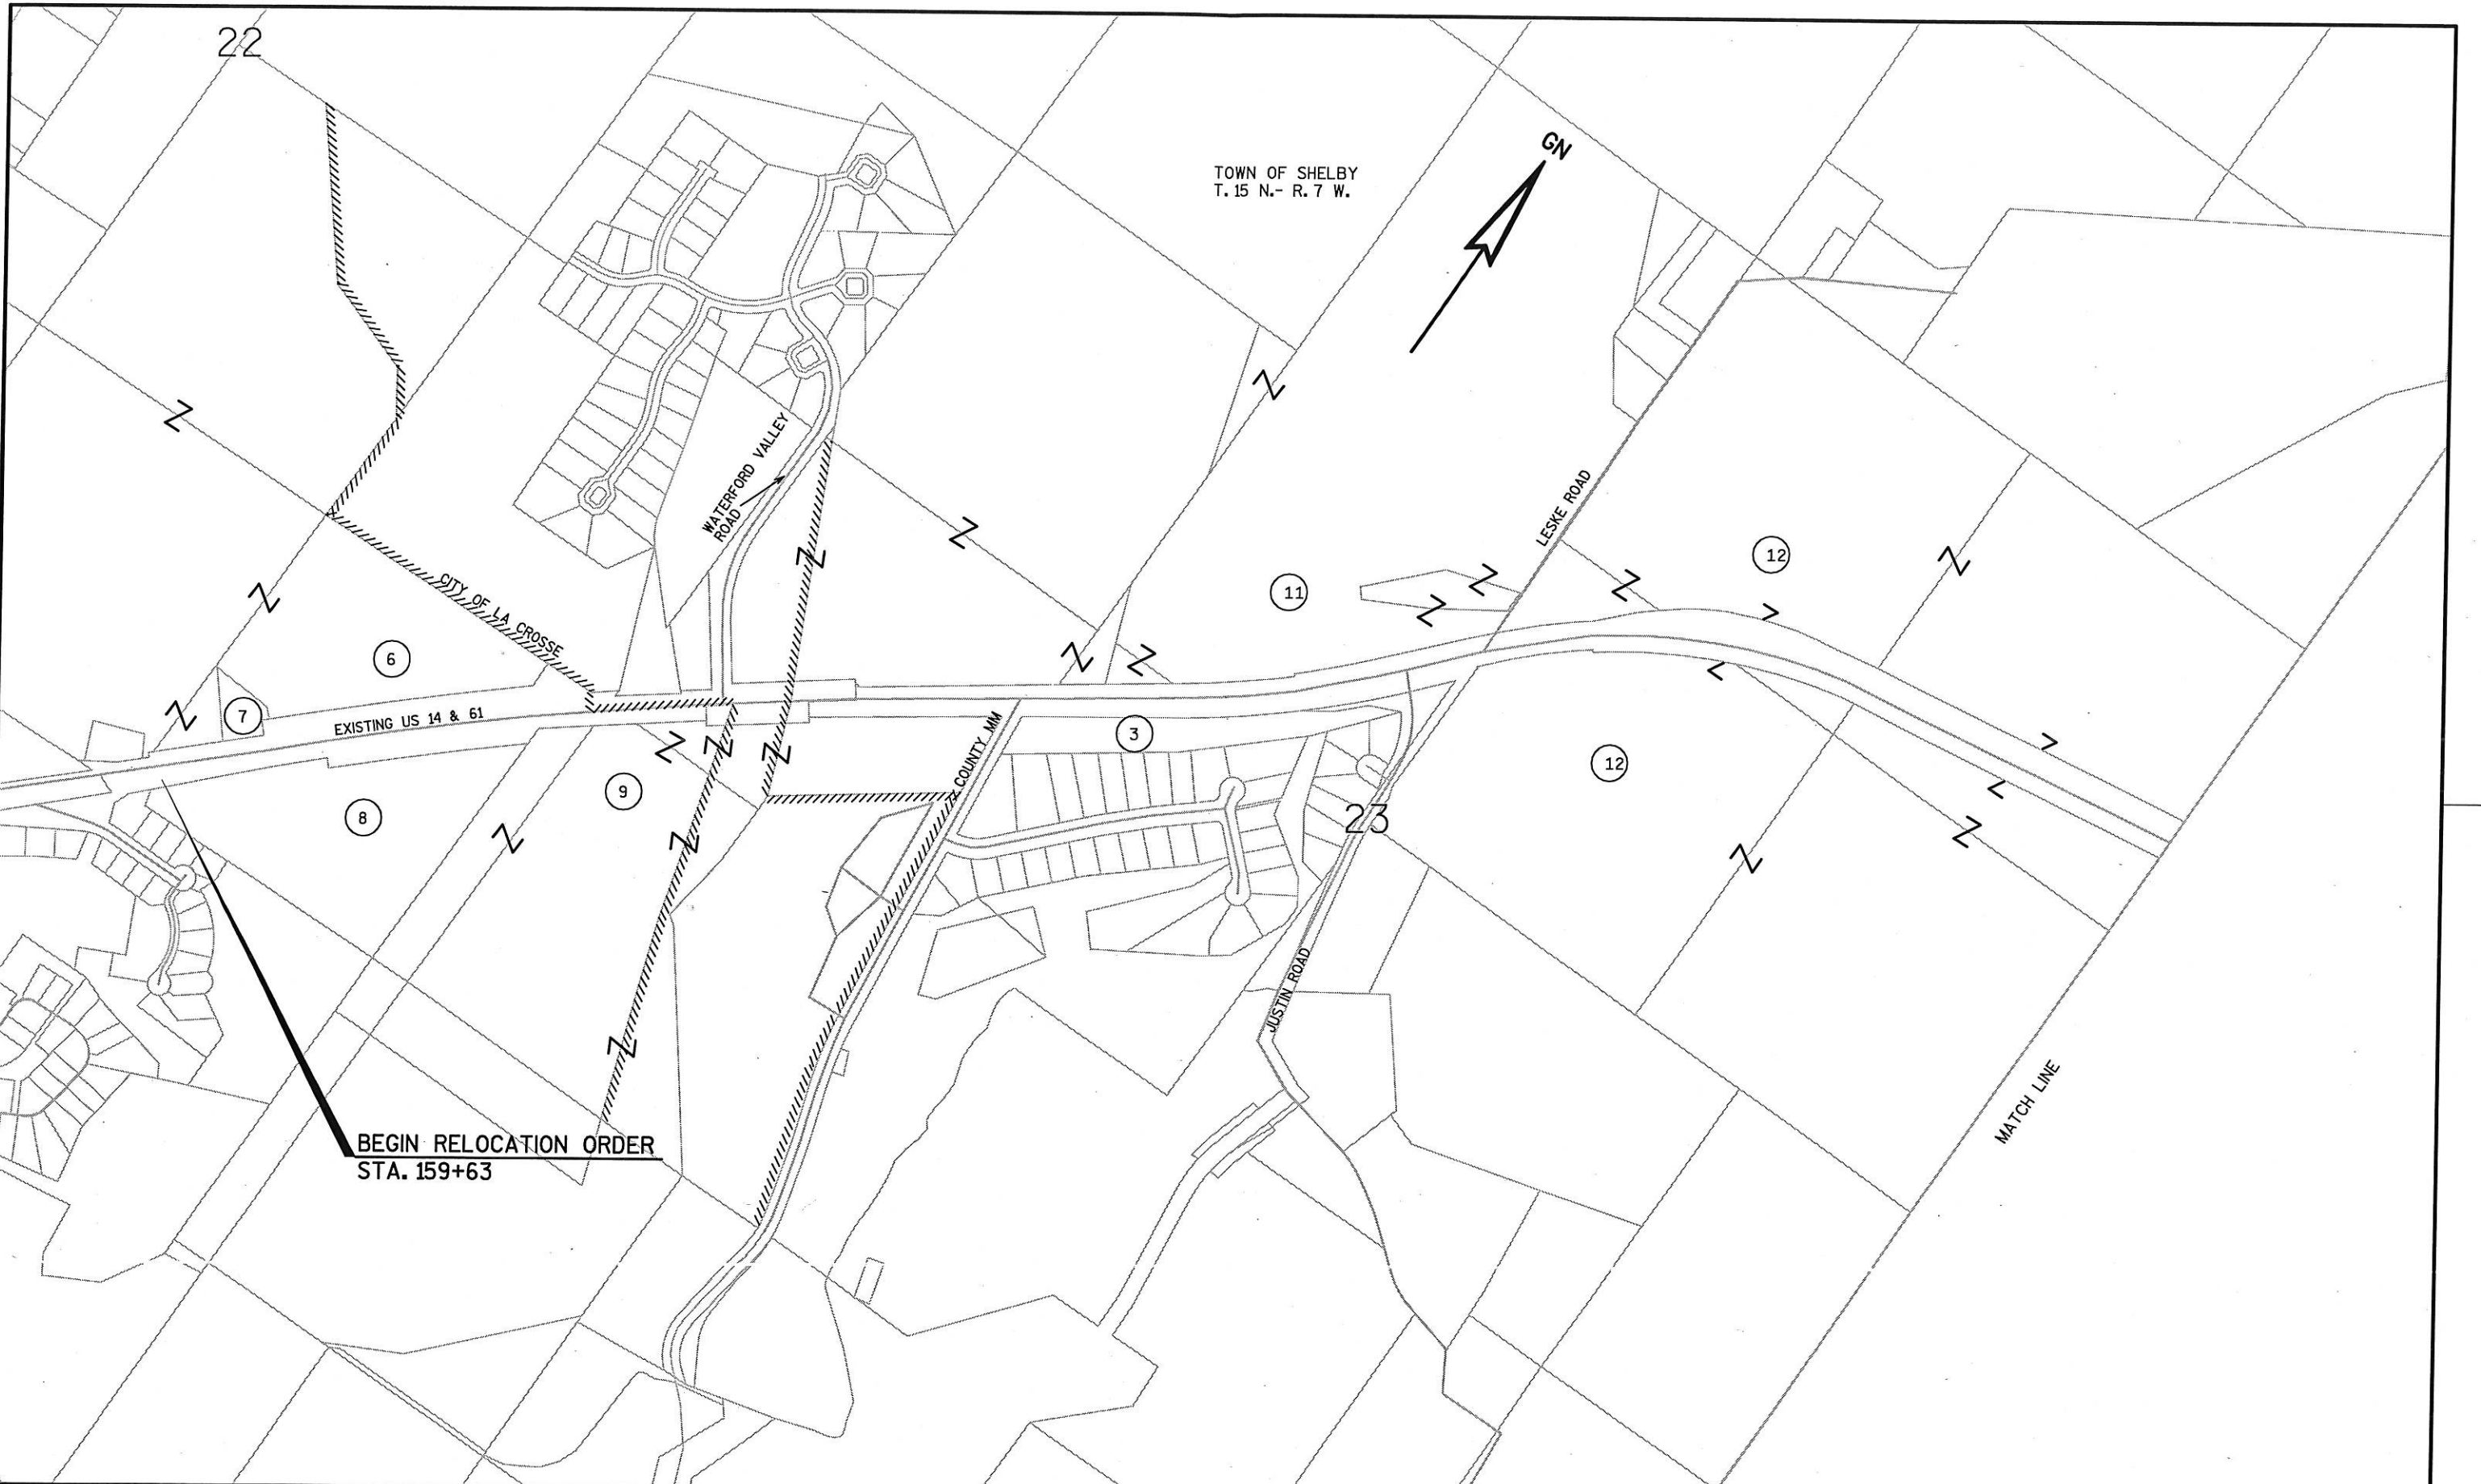 22
GN
TOWN OF SHELBY
T. 15 N.- R. 7 W.
WATERFORD VALLEY
ROAD
LESKE ROAD
12
11
CITY OF LA CROSSE
6
7
EXISTING US 14 & 61
COUNTY MM
3
12
9
8
23
JUSTIN ROAD
MATCH LINE
BEGIN RELOCATION ORDER
STA. 159+63